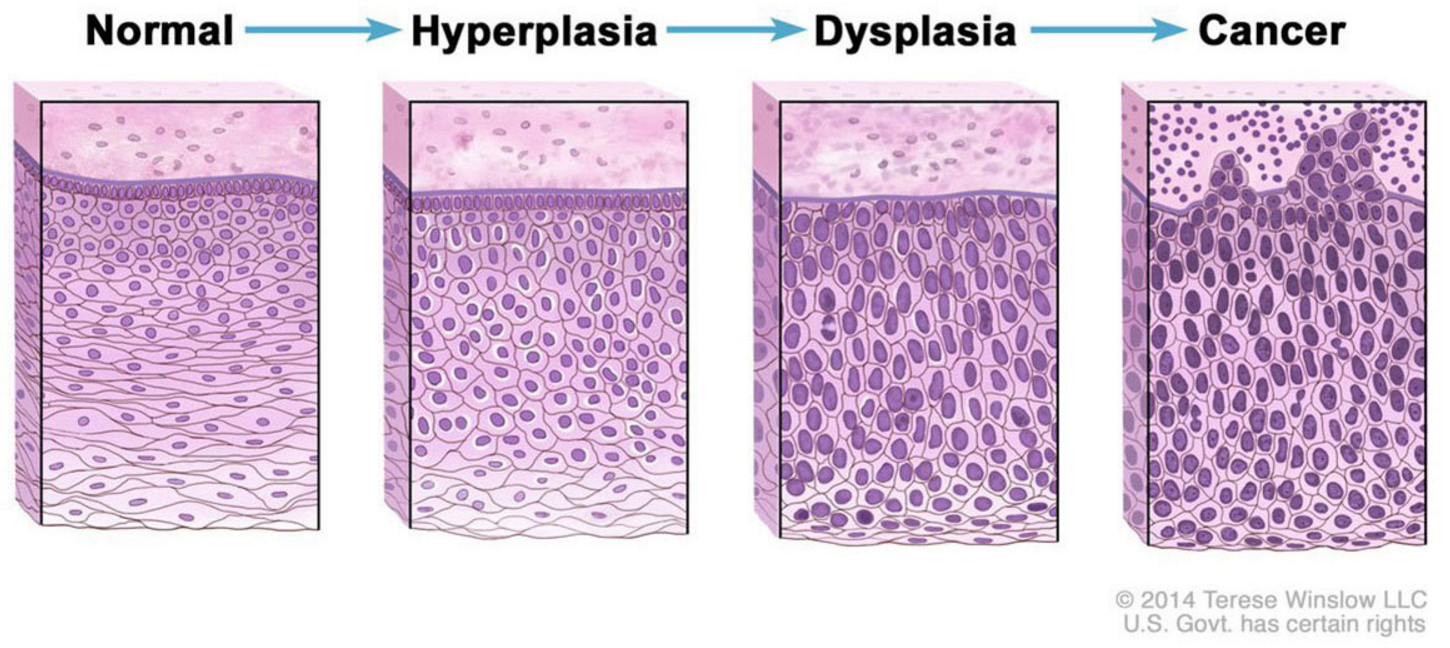 Normal Hyperplasia Dysplasia Cancer
© 2014 Terese Winslow LLC
U.S. Govt. has certain rights